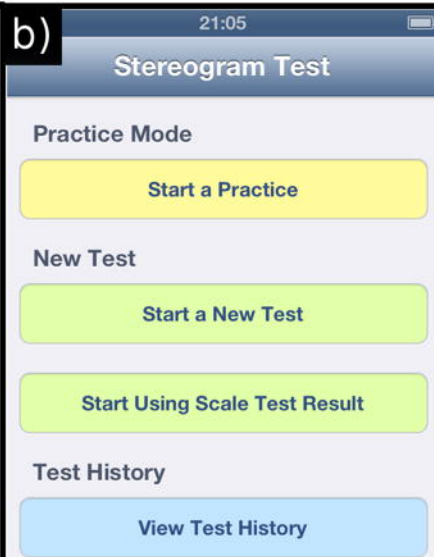 b)
21:05
Stereogram Test
Practice Mode
Start a Practice
New Test
Start a New Test
Start Using Scale Test Result
Test History
View Test History